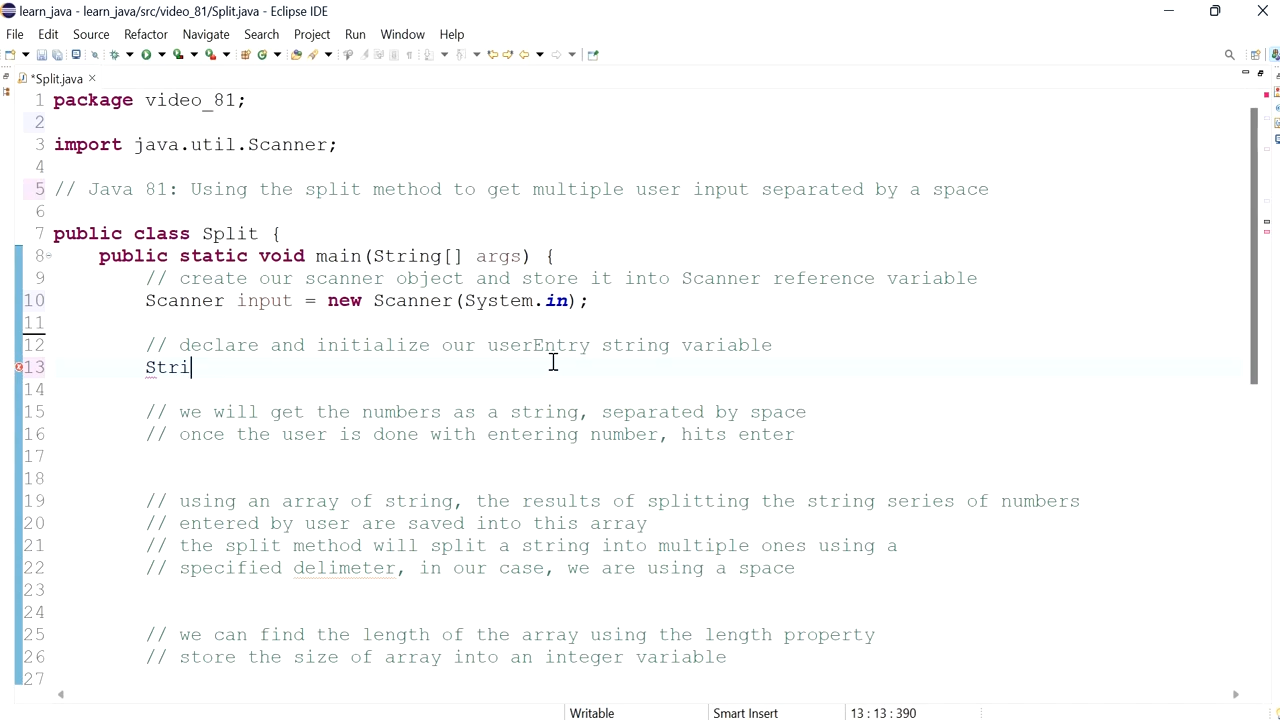 learn_java - learn_java/src/video_81/Split.java - Eclipse IDE
File Edit Source Refactor Navigate Search Project Run Window Help
*Split.java
1 package video_81;
2
3 import java.util.Scanner;
4
5 // Java 81: Using the split method to get multiple user input separated by a space
6
7 public class Split {
8 public static void main(String[] args) {
9 // create our scanner object and store it into Scanner reference variable
10 Scanner input = new Scanner(System.in);
11
12 // declare and initialize our userEntry string variable
13 Stri
14
15 // we will get the numbers as a string, separated by space
16 // once the user is done with entering number, hits enter
17
18
19 // using an array of string, the results of splitting the string series of numbers
20 // entered by user are saved into this array
21 // the split method will split a string into multiple ones using a
22 // specified delimeter, in our case, we are using a space
23
24
25 // we can find the length of the array using the length property
26 // store the size of array into an integer variable
27
Writable Smart Insert 13 : 13 : 390